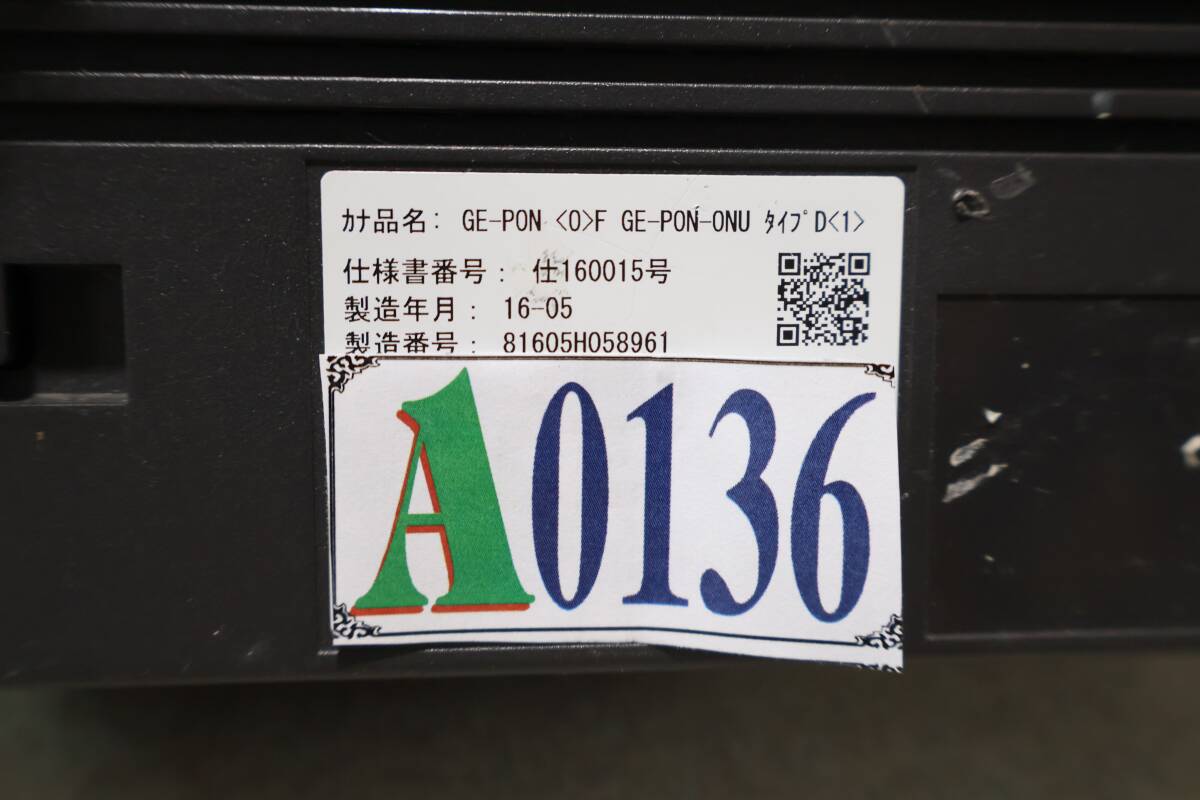 ｶﾅ品名: GE-PON <O>F GE-PON-ONU ﾀｲﾌﾟD<1>
仕様書番号: 仕160015号
製造年月: 16-05
製造番号: 81605H058961
A0136